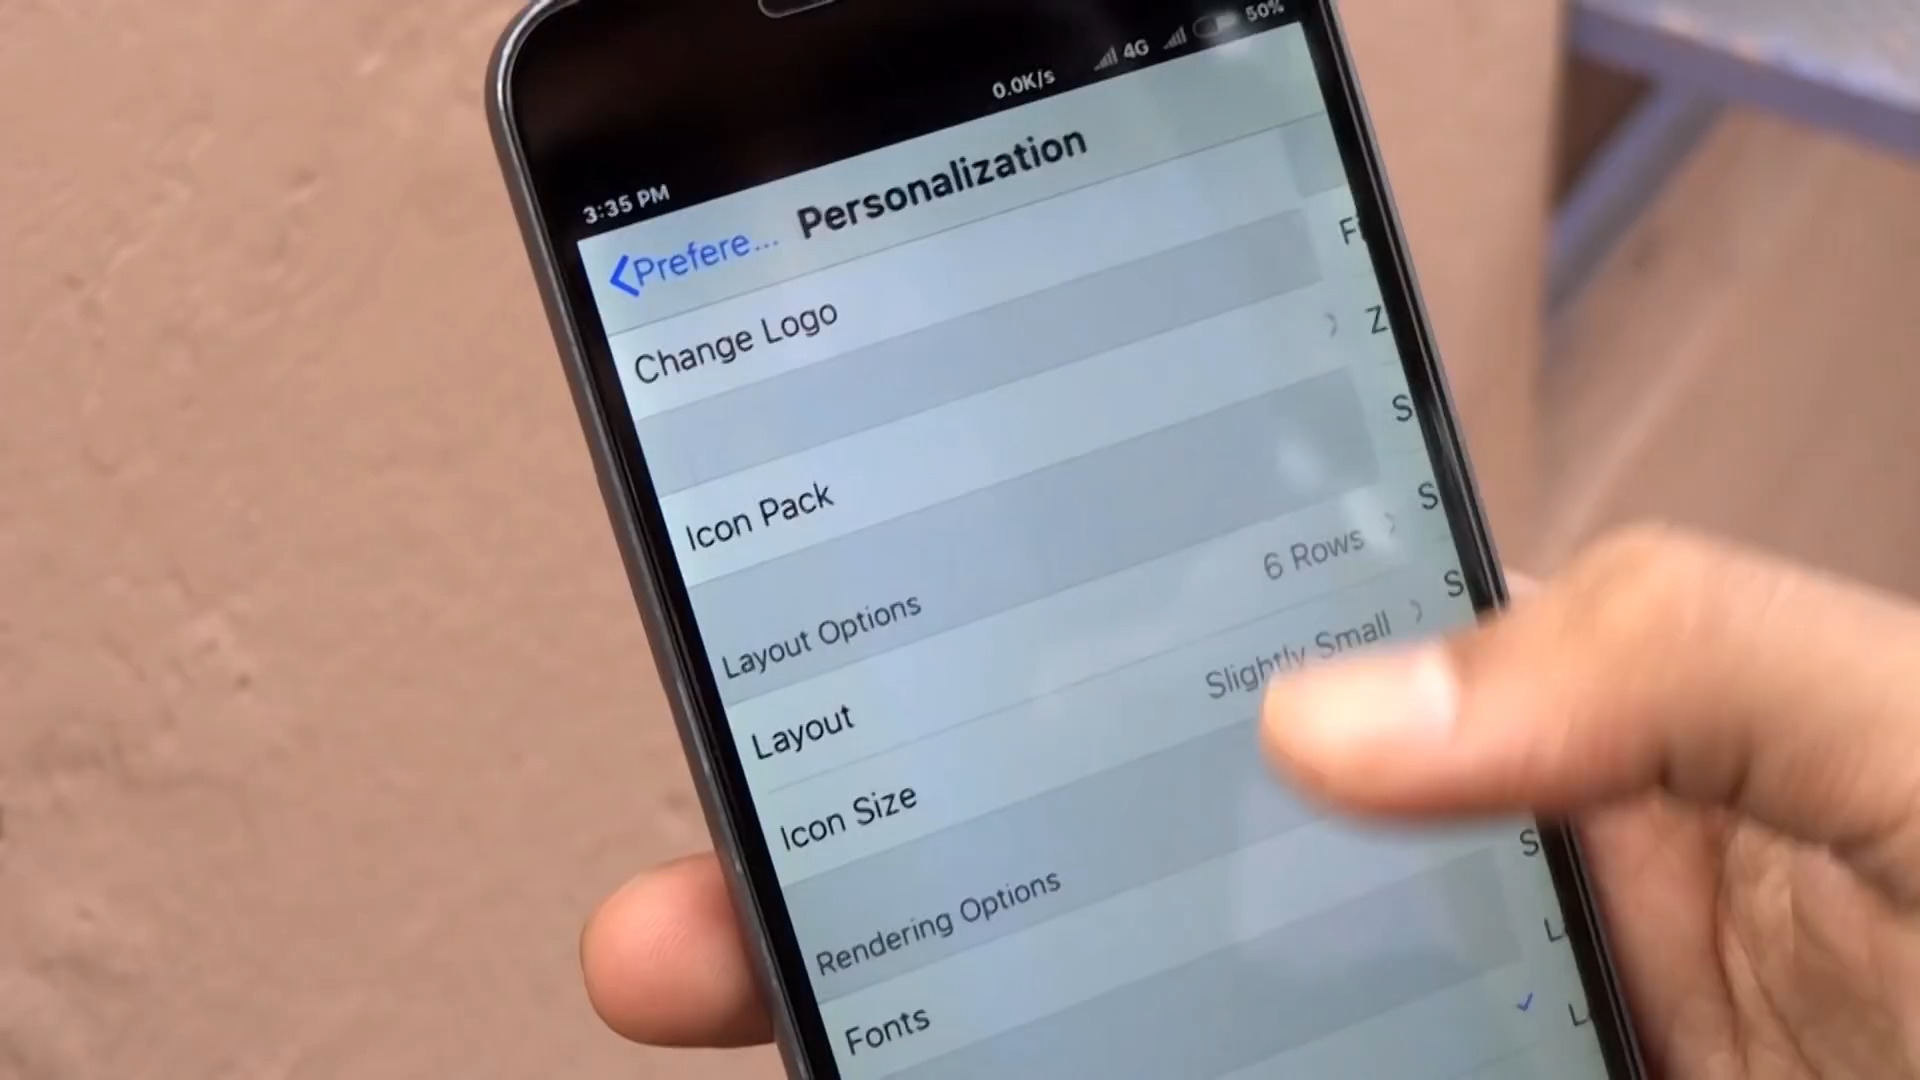 50%
4G
0.0K/s
3:35 PM
Prefere...
Personalization
Change Logo
Icon Pack
Layout Options
6 Rows
Layout
Slightly Small
Icon Size
Rendering Options
Fonts